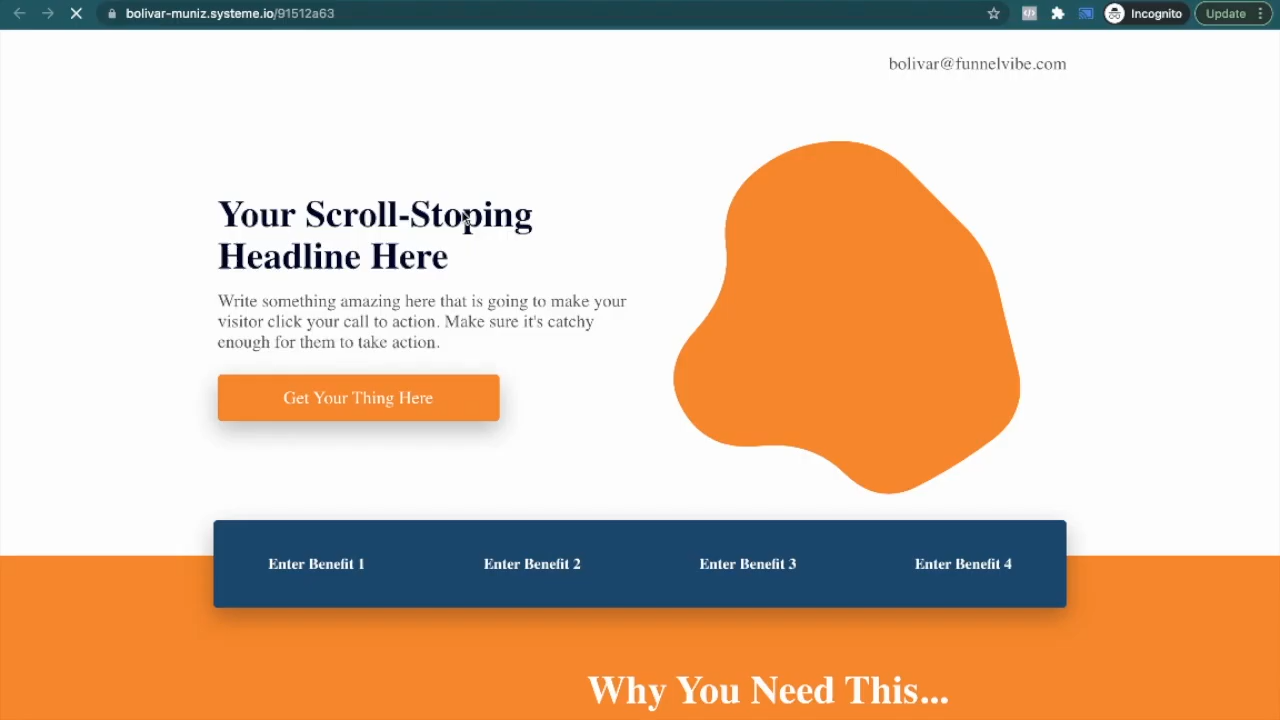 bolivar-muniz.systeme.io/91512a63
Incognito
Update
bolivar@funnelvibe.com
Your Scroll-Stoping
Headline Here
Write something amazing here that is going to make your
visitor click your call to action. Make sure it's catchy
enough for them to take action.
Get Your Thing Here
Enter Benefit 1
Enter Benefit 2
Enter Benefit 3
Enter Benefit 4
Why You Need This...